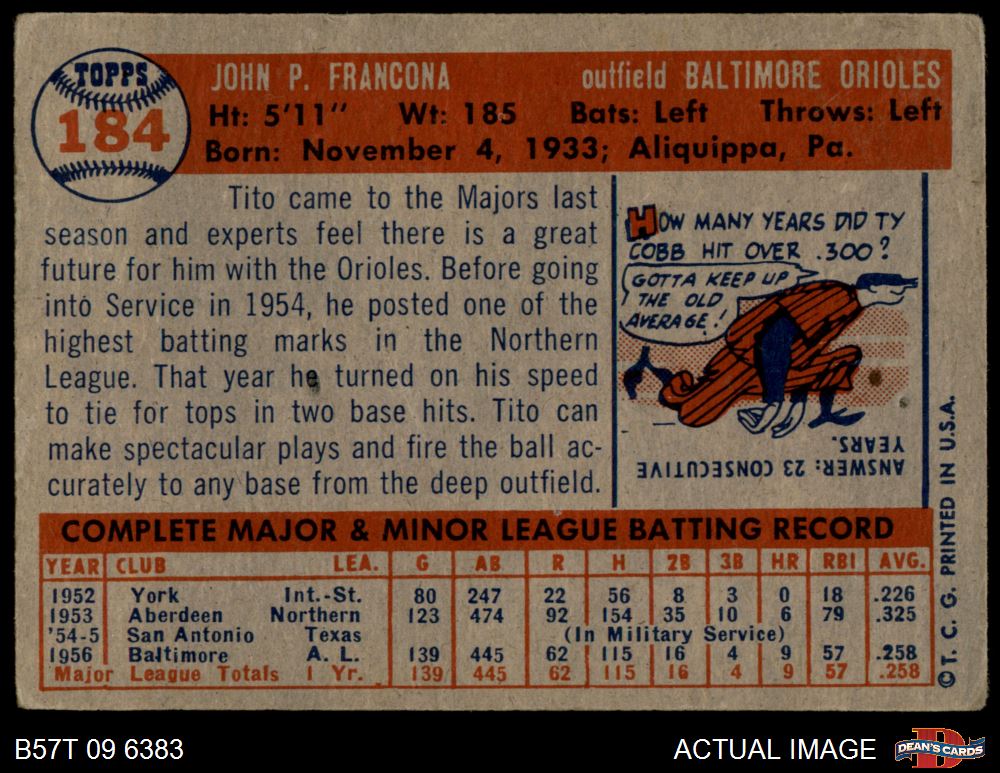 TOPPS
184
JOHN P. FRANCONA outfield BALTIMORE ORIOLES
Ht: 5'11" Wt: 185 Bats: Left Throws: Left
Born: November 4, 1933; Aliquippa, Pa.
Tito came to the Majors last
season and experts feel there is a great
future for him with the Orioles. Before going
into Service in 1954, he posted one of the
highest batting marks in the Northern
League. That year he turned on his speed
to tie for tops in two base hits. Tito can
make spectacular plays and fire the ball ac-
curately to any base from the deep outfield.
HOW MANY YEARS DID TY
COBB HIT OVER .300?
GOTTA KEEP UP
THE OLD
AVERAGE!
ANSWER: 23 CONSECUTIVE
YEARS.
COMPLETE MAJOR & MINOR LEAGUE BATTING RECORD
YEAR CLUB LEA. G AB R H 2B 3B HR RBI AVG.
1952 York Int.-St. 80 247 22 56 8 3 0 18 .226
1953 Aberdeen Northern 123 474 92 154 35 10 6 79 .325
'54-5 San Antonio Texas (In Military Service)
1956 Baltimore A. L. 139 445 62 115 16 4 9 57 .258
Major League Totals 1 Yr. 139 445 62 115 16 4 9 57 .258
©T. C. G. PRINTED IN U.S.A.
B57T 09 6383 ACTUAL IMAGE
DEAN'S CARDS